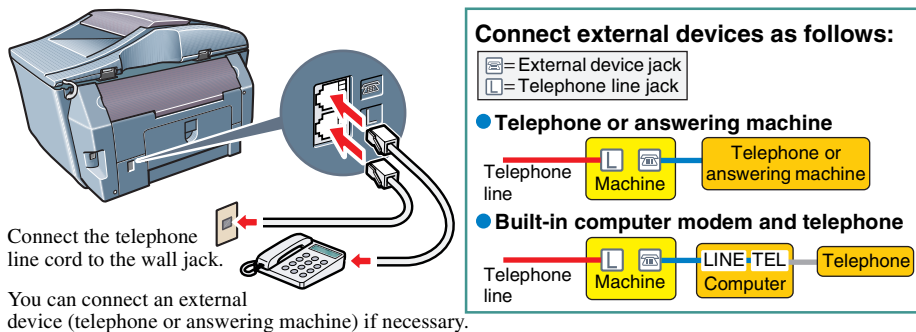 Connect the telephone
line cord to the wall jack.
You can connect an external
device (telephone or answering machine) if necessary.
Connect external devices as follows:
= External device jack
L = Telephone line jack
Telephone or answering machine
Telephone
line
L
Machine
Telephone or
answering machine
Built-in computer modem and telephone
Telephone
line
L
Machine
LINE TEL
Computer
Telephone